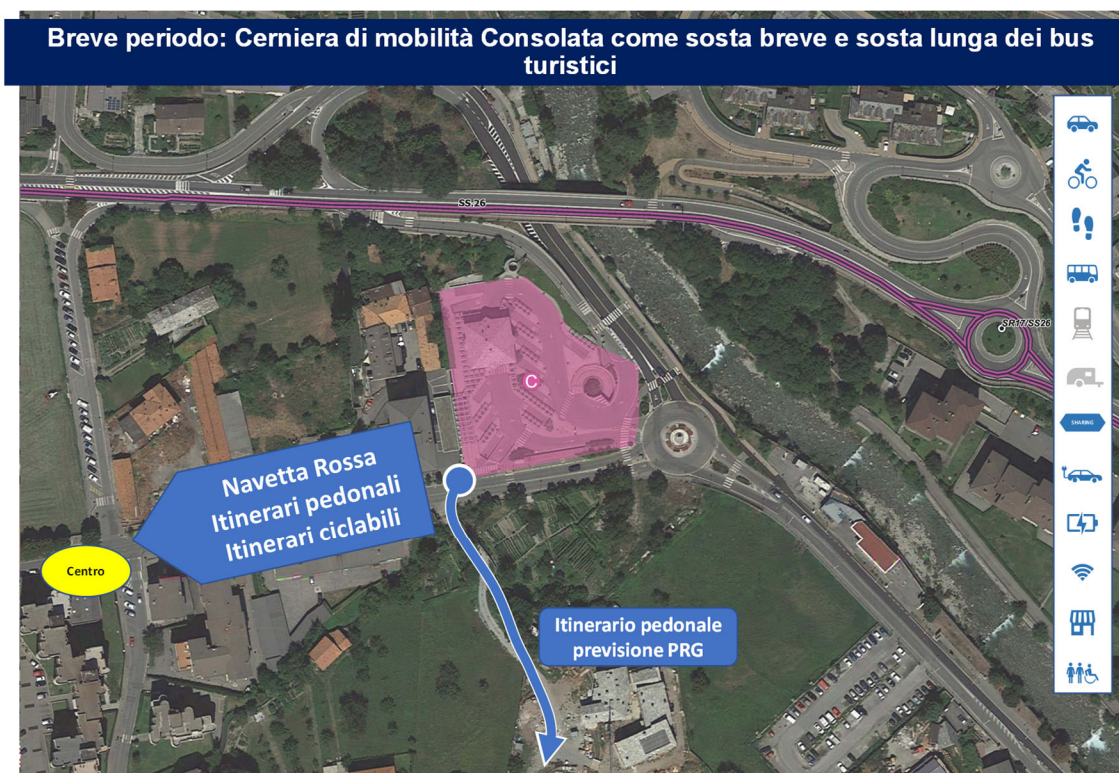 Breve periodo: Cerniera di mobilità Consolata come sosta breve e sosta lunga dei bus
turistici
SS.26
SR17/SS26
C
SHARING
Navetta Rossa
Itinerari pedonali
Itinerari ciclabili
Centro
Itinerario pedonale
previsione PRG